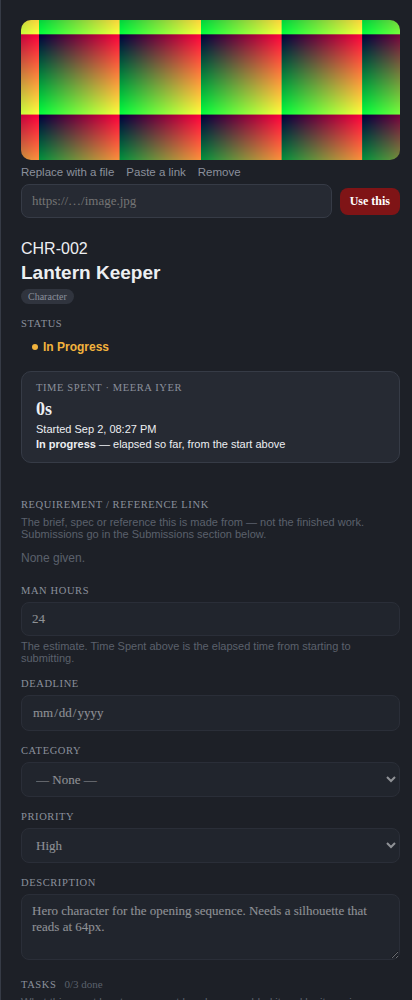 Replace with a file Paste a link Remove
https://…/image.jpg Use this
CHR-002
Lantern Keeper
Character
STATUS
In Progress
TIME SPENT · MEERA IYER
0s
Started Sep 2, 08:27 PM
In progress — elapsed so far, from the start above
REQUIREMENT / REFERENCE LINK
The brief, spec or reference this is made from — not the finished work.
Submissions go in the Submissions section below.
None given.
MAN HOURS
24
The estimate. Time Spent above is the elapsed time from starting to
submitting.
DEADLINE
mm/dd/yyyy
CATEGORY
— None —
PRIORITY
High
DESCRIPTION
Hero character for the opening sequence. Needs a silhouette that
reads at 64px.
TASKS 0/3 done